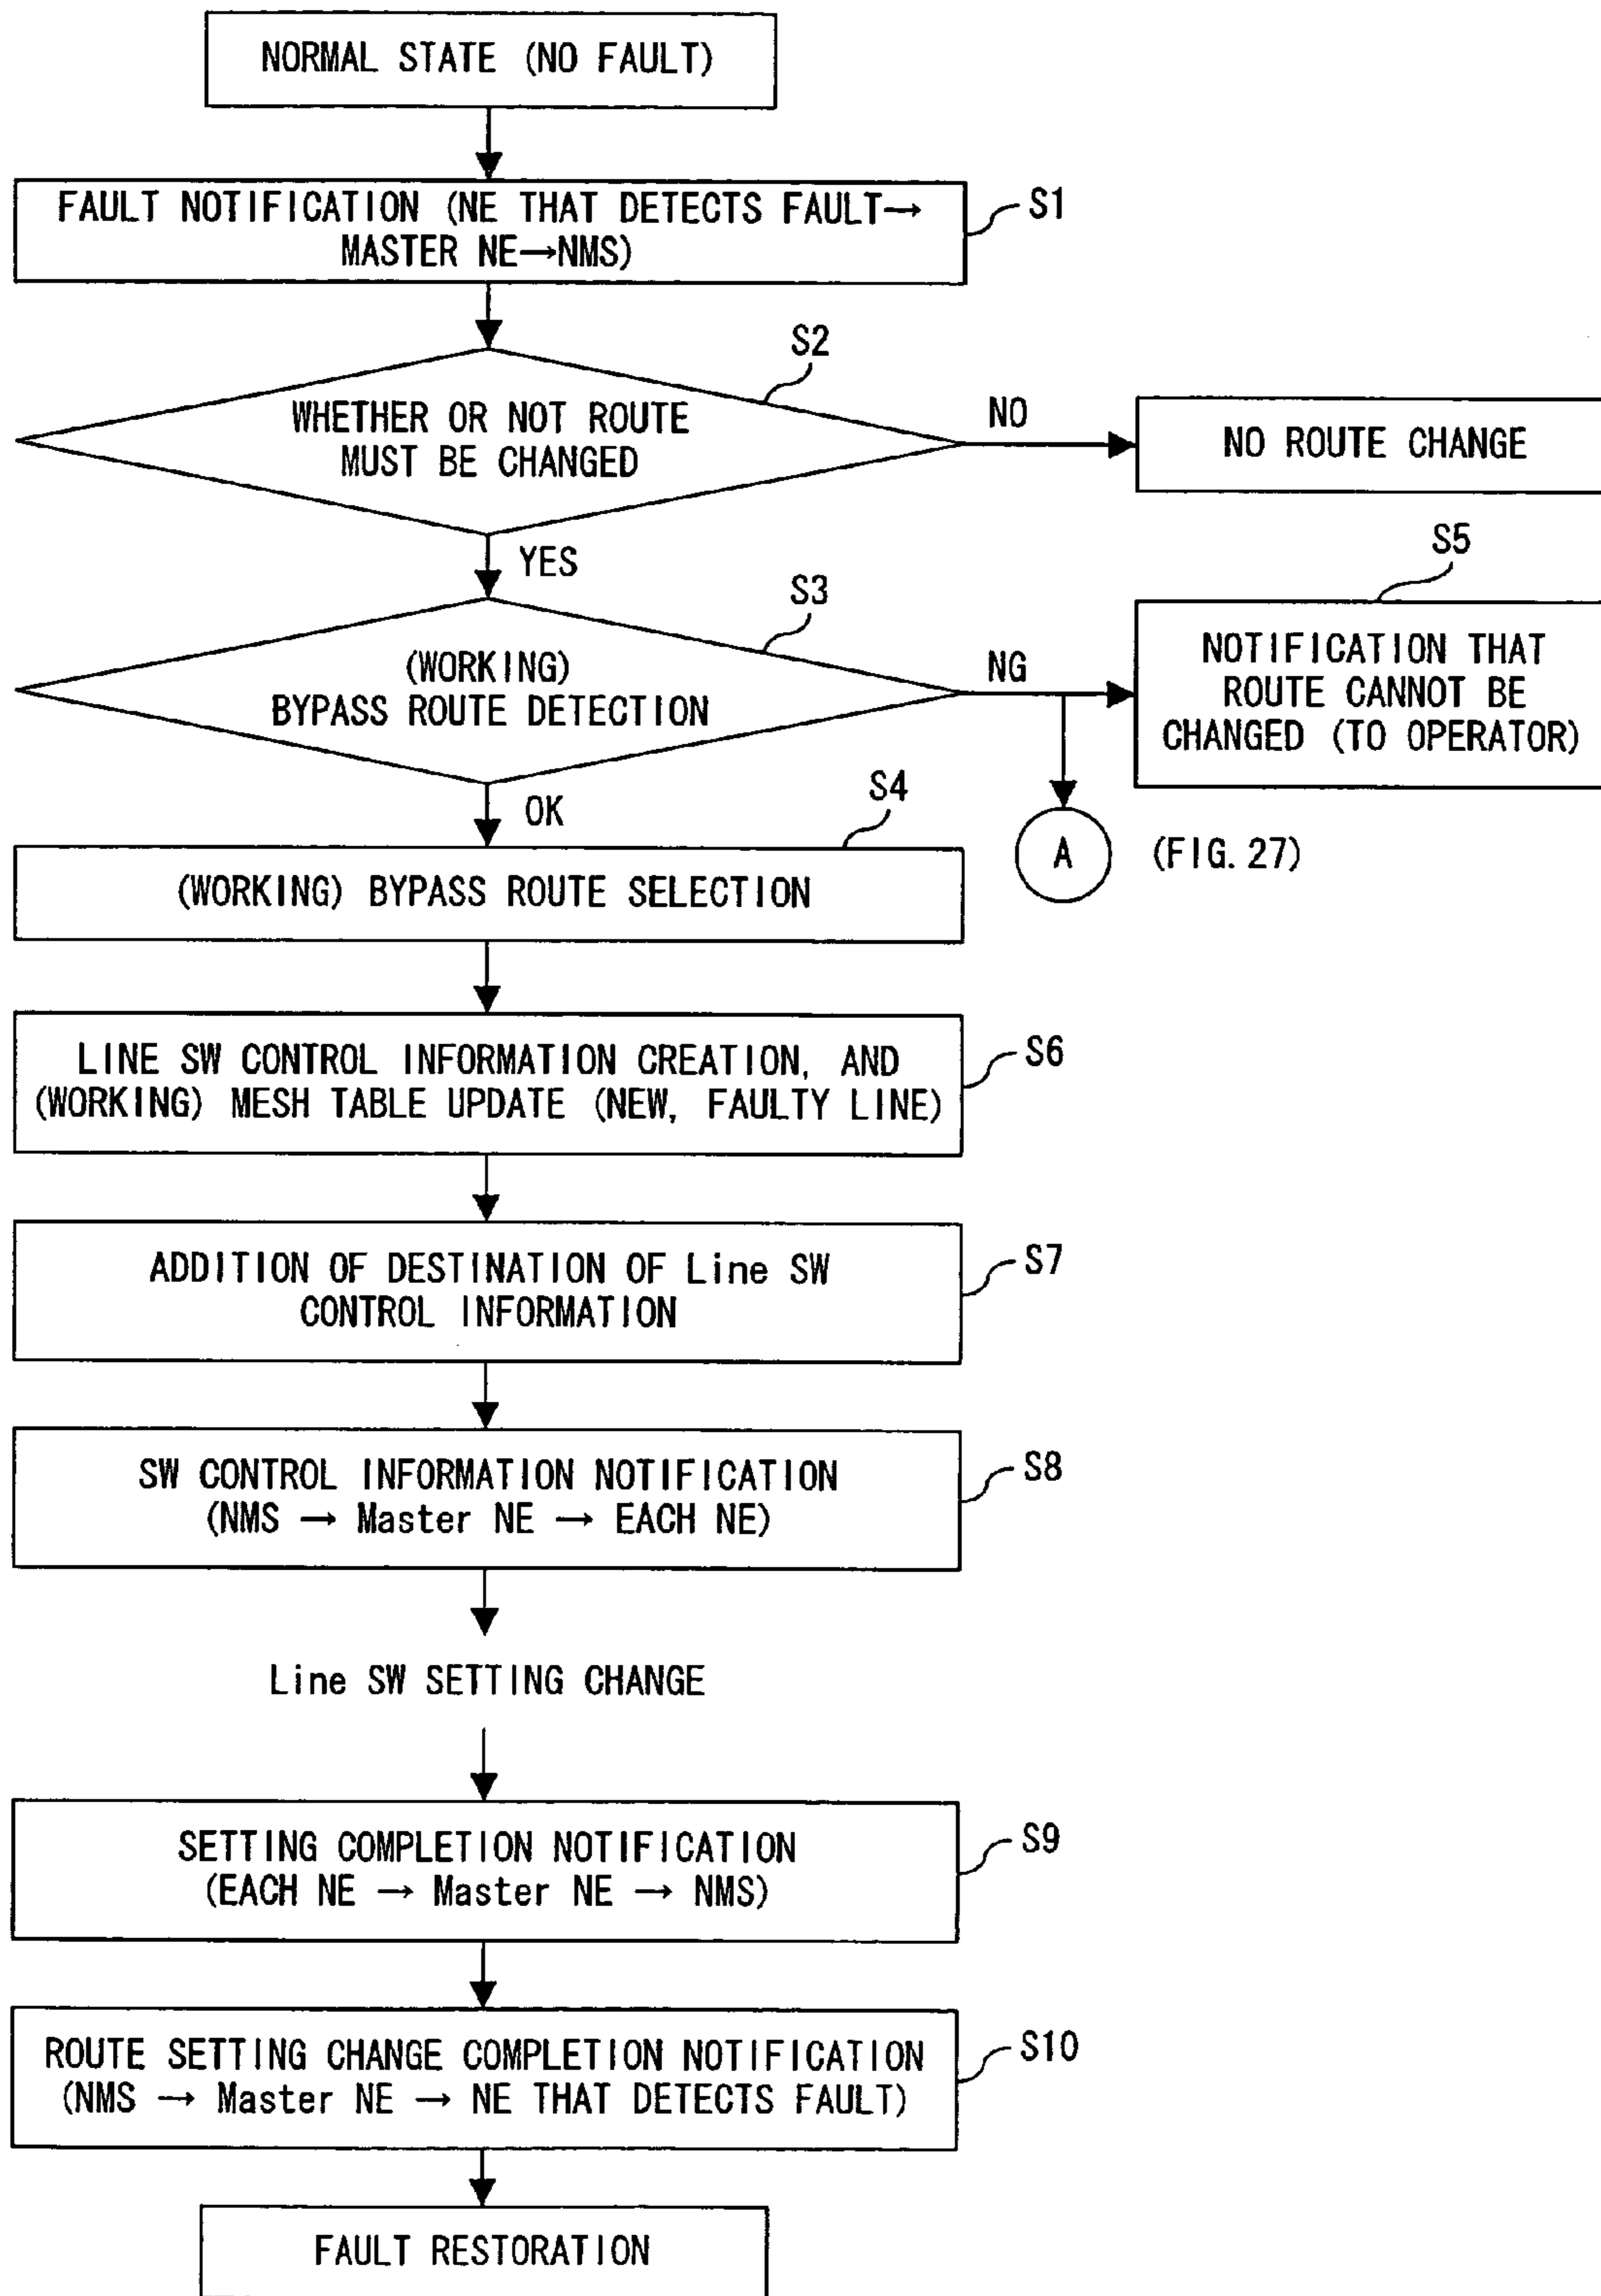 NORMAL STATE (NO FAULT)
FAULT NOTIFICATION (NE THAT DETECTS FAULT→
MASTER NE→NMS)
S1
S2
WHETHER OR NOT ROUTE
MUST BE CHANGED
NO
NO ROUTE CHANGE
YES
S3
(WORKING)
BYPASS ROUTE DETECTION
NG
S5
NOTIFICATION THAT
ROUTE CANNOT BE
CHANGED (TO OPERATOR)
OK
A
(FIG. 27)
S4
(WORKING) BYPASS ROUTE SELECTION
LINE SW CONTROL INFORMATION CREATION, AND
(WORKING) MESH TABLE UPDATE (NEW, FAULTY LINE)
S6
ADDITION OF DESTINATION OF Line SW
CONTROL INFORMATION
S7
SW CONTROL INFORMATION NOTIFICATION
(NMS → Master NE → EACH NE)
S8
Line SW SETTING CHANGE
SETTING COMPLETION NOTIFICATION
(EACH NE → Master NE → NMS)
S9
ROUTE SETTING CHANGE COMPLETION NOTIFICATION
(NMS → Master NE → NE THAT DETECTS FAULT)
S10
FAULT RESTORATION